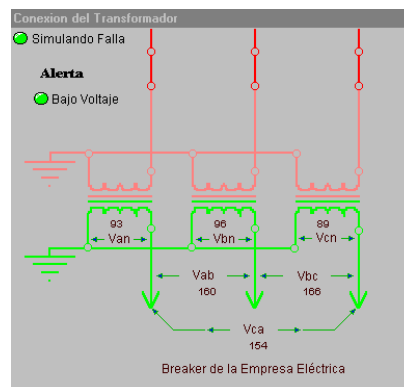 Conexion del Transformador
Simulando Falla
Alerta
Bajo Voltaje
93 96 89
Van Vbn Vcn
Vab Vbc
160 166
Vca
154
Breaker de la Empresa Eléctrica